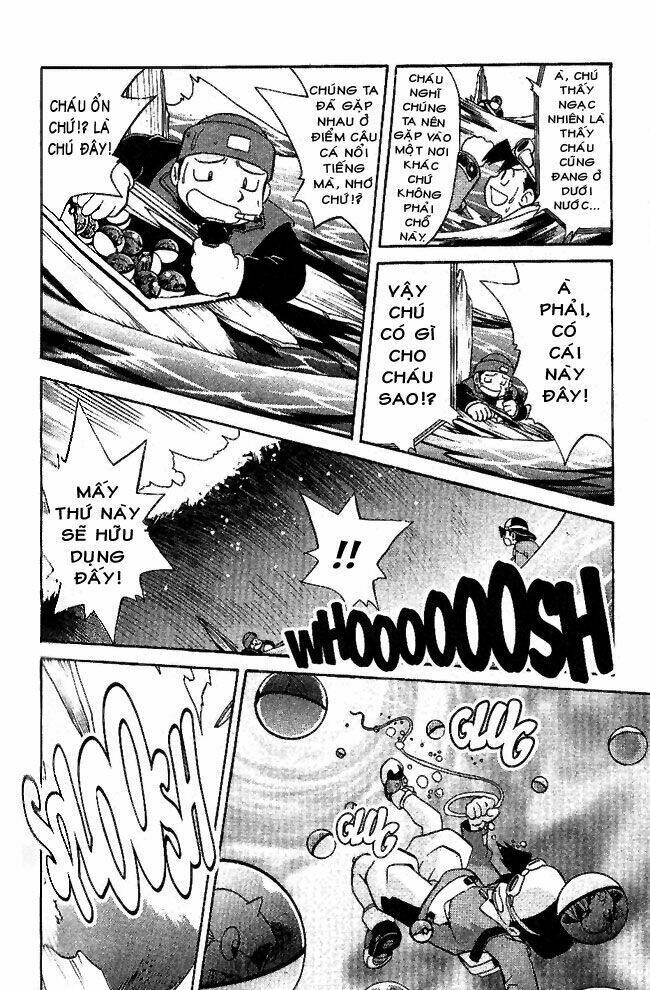 À, CHÚ
THẤY
NGẠC
NHIÊN LÀ
THẤY
CHÁU
CŨNG
ĐANG Ở
DƯỚI
NƯỚC...
CHÁU
NGHĨ
CHÚNG
TA NÊN
GẶP VÀO
MỘT NƠI
KHÁC
CHỨ
KHÔNG
PHẢI
CHỔ
NÀY.
CHÚNG TA
ĐÃ GẶP
NHAU Ở
ĐIỂM CÂU
CÁ NỔI
TIẾNG
MÀ, NHỚ
CHỨ!?
CHÁU ỔN
CHỨ!? LÀ
CHÚ ĐÂY!
À
PHẢI,
CÓ
CÁI
NÀY
ĐÂY!
VẬY
CHÚ
CÓ GÌ
CHO
CHÁU
SAO!?
!!
MẤY
THỨ NÀY
SẼ HỮU
DỤNG
ĐẤY!
WHOOOOOOOSH
GLUG
GLUG
SPLOOSH